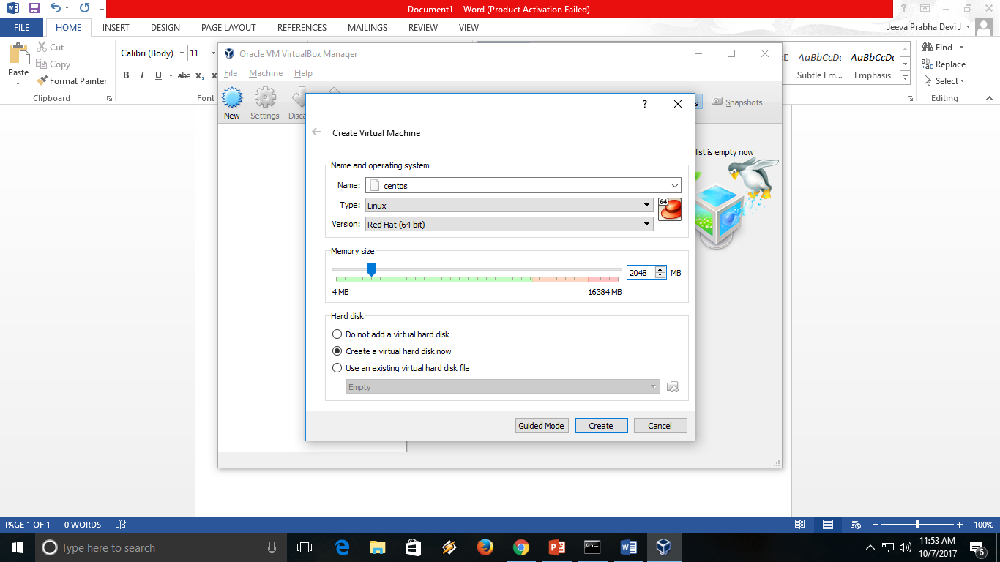 Document1 - Word (Product Activation Failed)
FILE HOME INSERT DESIGN PAGE LAYOUT REFERENCES MAILINGS REVIEW VIEW Jeeva Prabha Devi J
Paste
Cut
Copy
Format Painter
Clipboard
Calibri (Body) 11
B I U abc x₂
Font
AaBbCcDc AaBbCcDc
Subtle Em... Emphasis
Find
Replace
Select
Editing
Oracle VM VirtualBox Manager
File Machine Help
New Settings Snapshots
list is empty now
?
Create Virtual Machine
Name and operating system
Name: centos
Type: Linux
64
Version: Red Hat (64-bit)
Memory size
2048 MB
4 MB 16384 MB
Hard disk
Do not add a virtual hard disk
Create a virtual hard disk now
Use an existing virtual hard disk file
Empty
Guided Mode Create Cancel
PAGE 1 OF 1 0 WORDS 100%
Type here to search
11:53 AM
10/7/2017
6